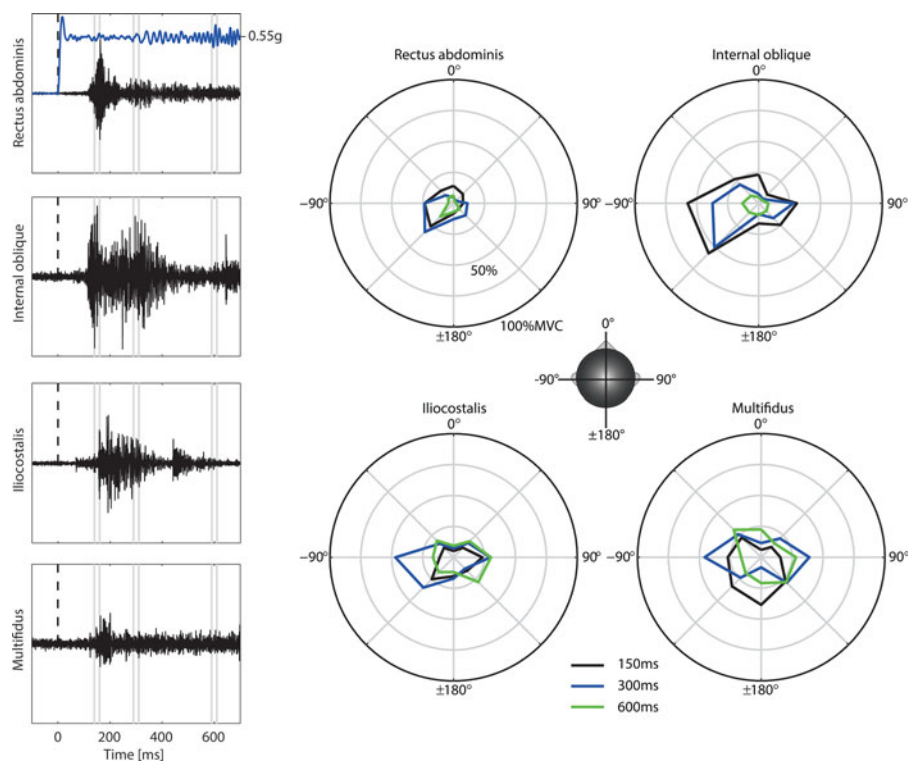 Rectus abdominis
0.55g
Internal oblique
Iliocostalis
Multifidus
0
200
400
600
Time [ms]
Rectus abdominis
0°
−90°
90°
50%
100%MVC
±180°
Internal oblique
0°
−90°
90°
±180°
0°
-90°
90°
±180°
Iliocostalis
0°
−90°
90°
±180°
Multifidus
0°
−90°
90°
±180°
150ms
300ms
600ms